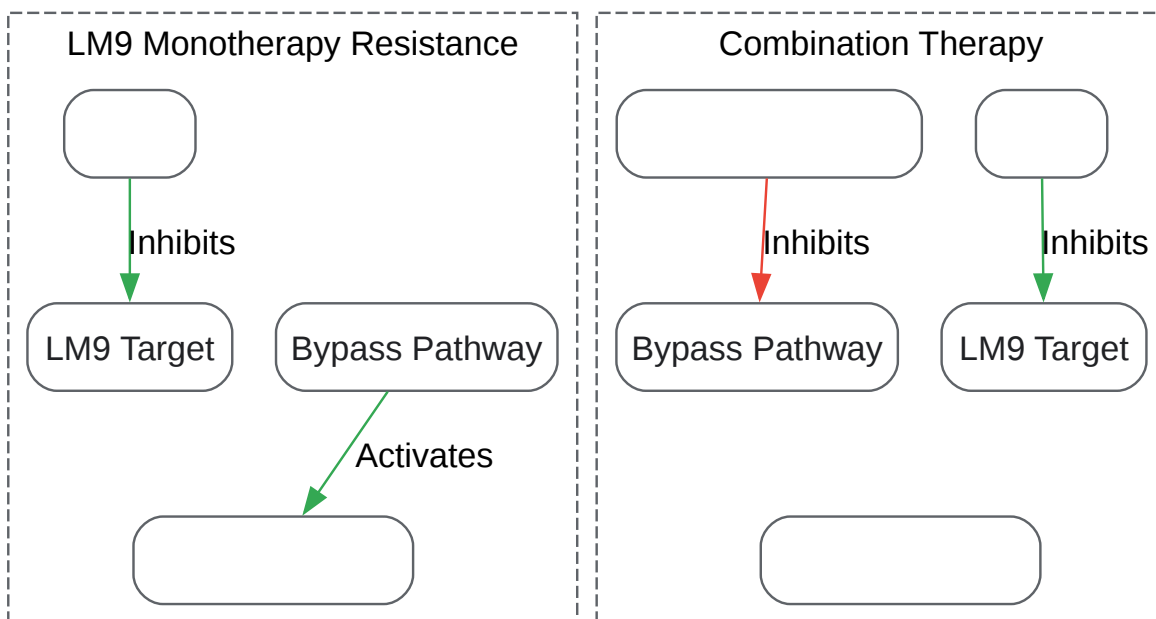 LM9 Monotherapy Resistance
Inhibits
LM9 Target
Bypass Pathway
Activates
Combination Therapy
Inhibits
Inhibits
Bypass Pathway
LM9 Target